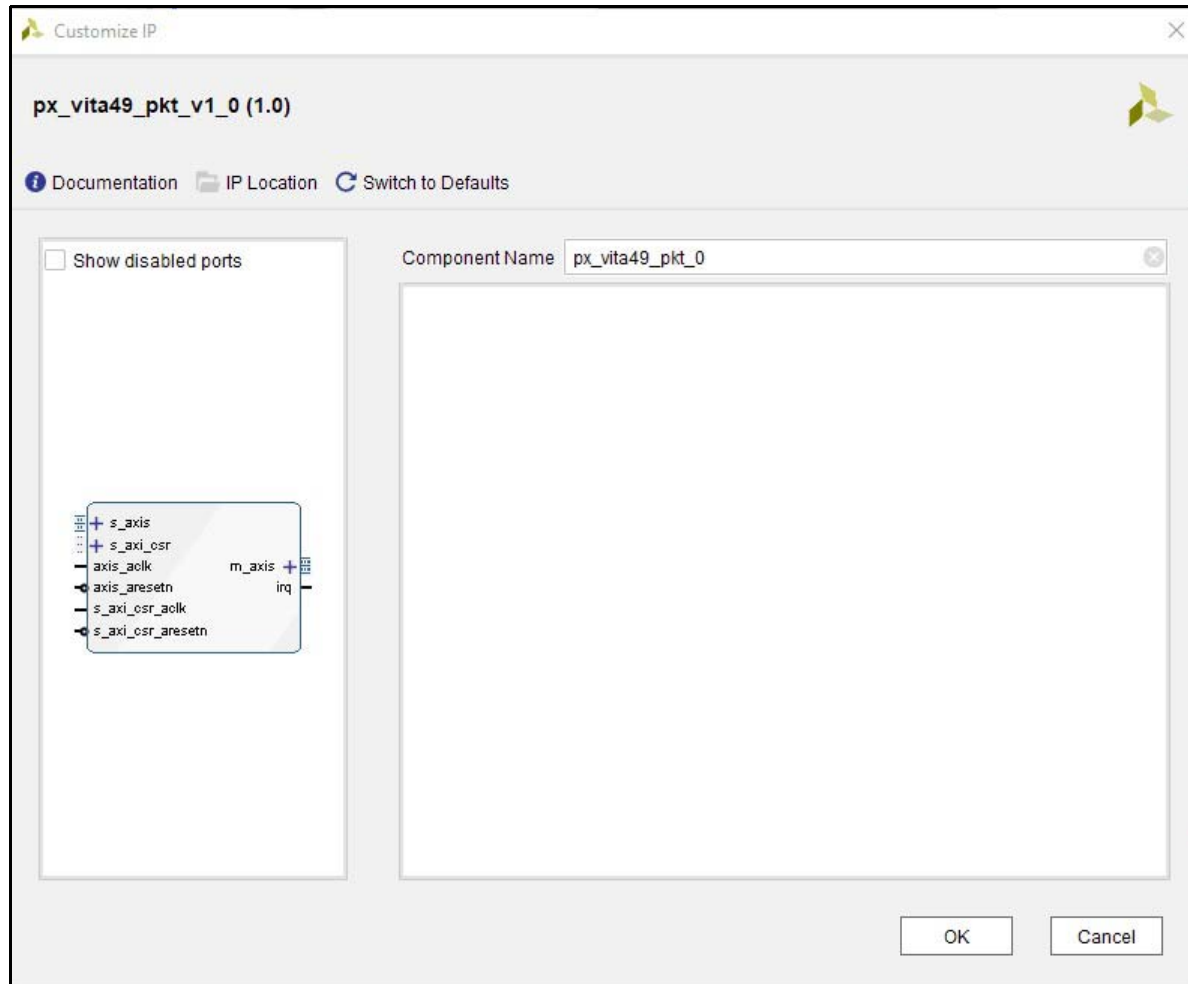 Customize IP
px_vita49_pkt_v1_0 (1.0)
Documentation IP Location Switch to Defaults
Show disabled ports
Component Name px_vita49_pkt_0
s_axis
s_axi_csr
axis_aclk m_axis
axis_aresetn irq
s_axi_csr_aclk
s_axi_csr_aresetn
OK Cancel